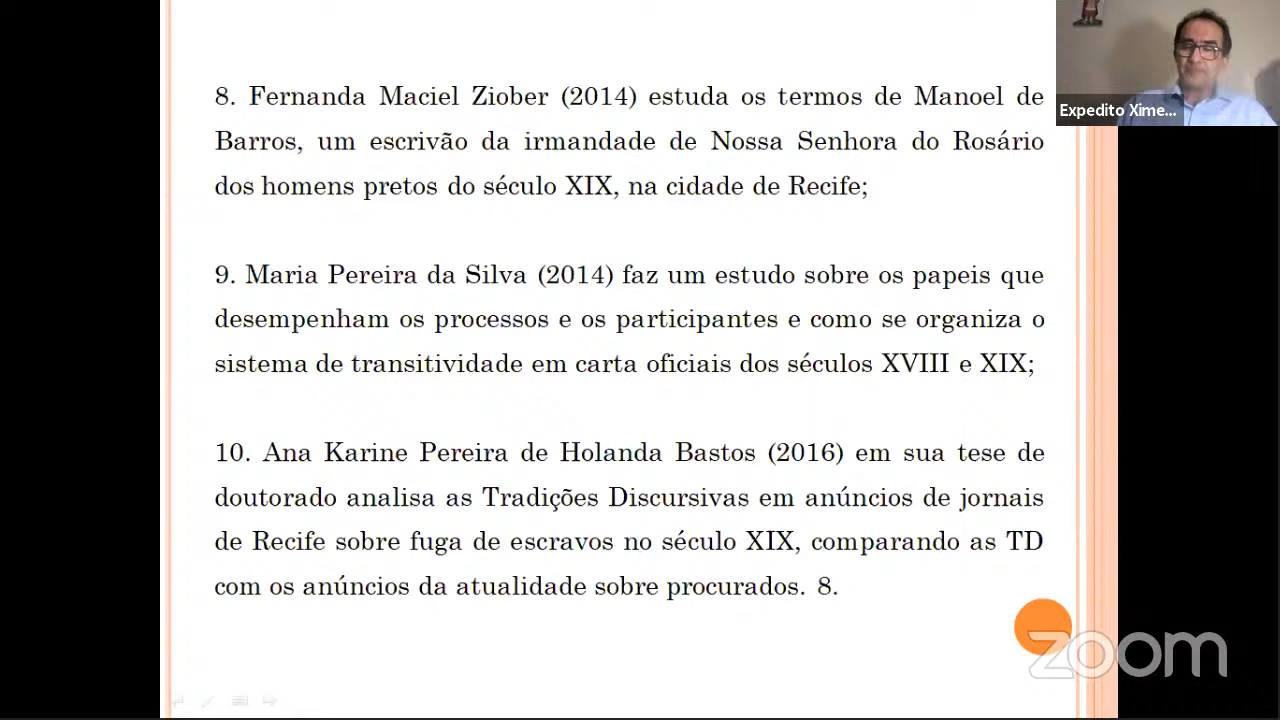 8. Fernanda Maciel Ziober (2014) estuda os termos de Manoel de
Barros, um escrivão da irmandade de Nossa Senhora do Rosário
dos homens pretos do século XIX, na cidade de Recife;
9. Maria Pereira da Silva (2014) faz um estudo sobre os papeis que
desempenham os processos e os participantes e como se organiza o
sistema de transitividade em carta oficiais dos séculos XVIII e XIX;
10. Ana Karine Pereira de Holanda Bastos (2016) em sua tese de
doutorado analisa as Tradições Discursivas em anúncios de jornais
de Recife sobre fuga de escravos no século XIX, comparando as TD
com os anúncios da atualidade sobre procurados. 8.
Expedito Xime...
zoom